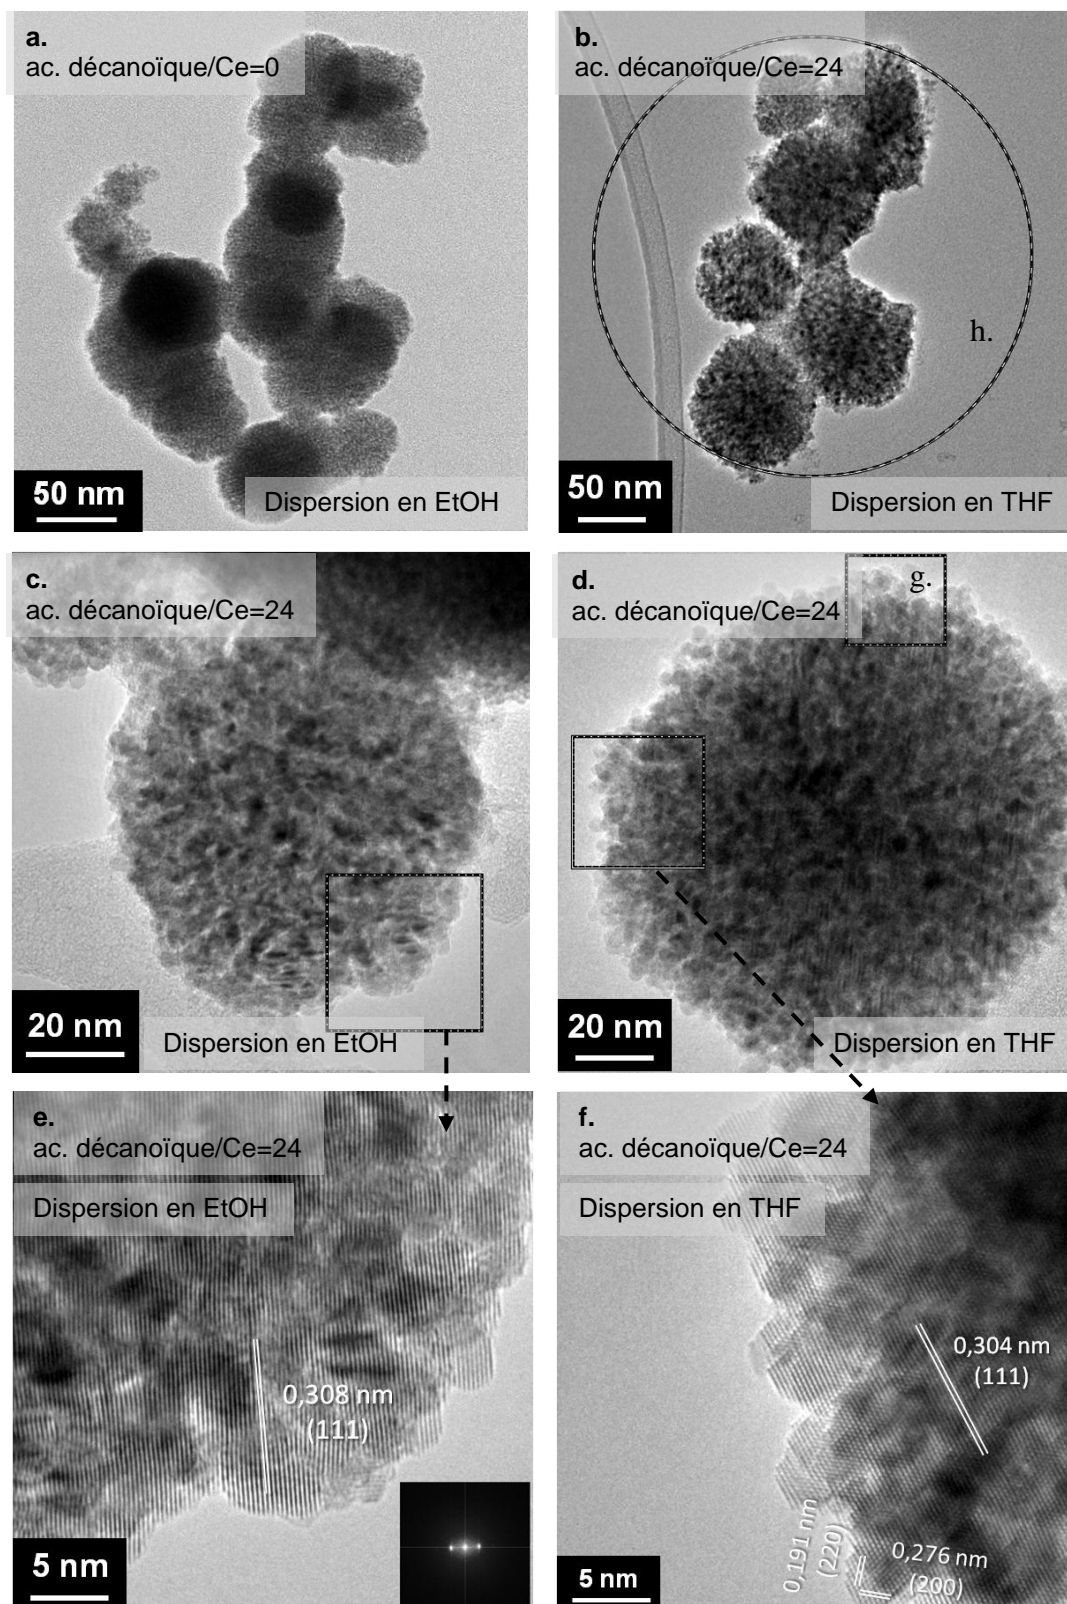 a.
ac. décanoïque/Ce=0
50 nm
Dispersion en EtOH
b.
ac. décanoïque/Ce=24
h.
50 nm
Dispersion en THF
c.
ac. décanoïque/Ce=24
20 nm
Dispersion en EtOH
d.
ac. décanoïque/Ce=24
g.
20 nm
Dispersion en THF
e.
ac. décanoïque/Ce=24
Dispersion en EtOH
0,308 nm
(111)
5 nm
f.
ac. décanoïque/Ce=24
Dispersion en THF
0,304 nm
(111)
0,191 nm
(220)
0,276 nm
(200)
5 nm